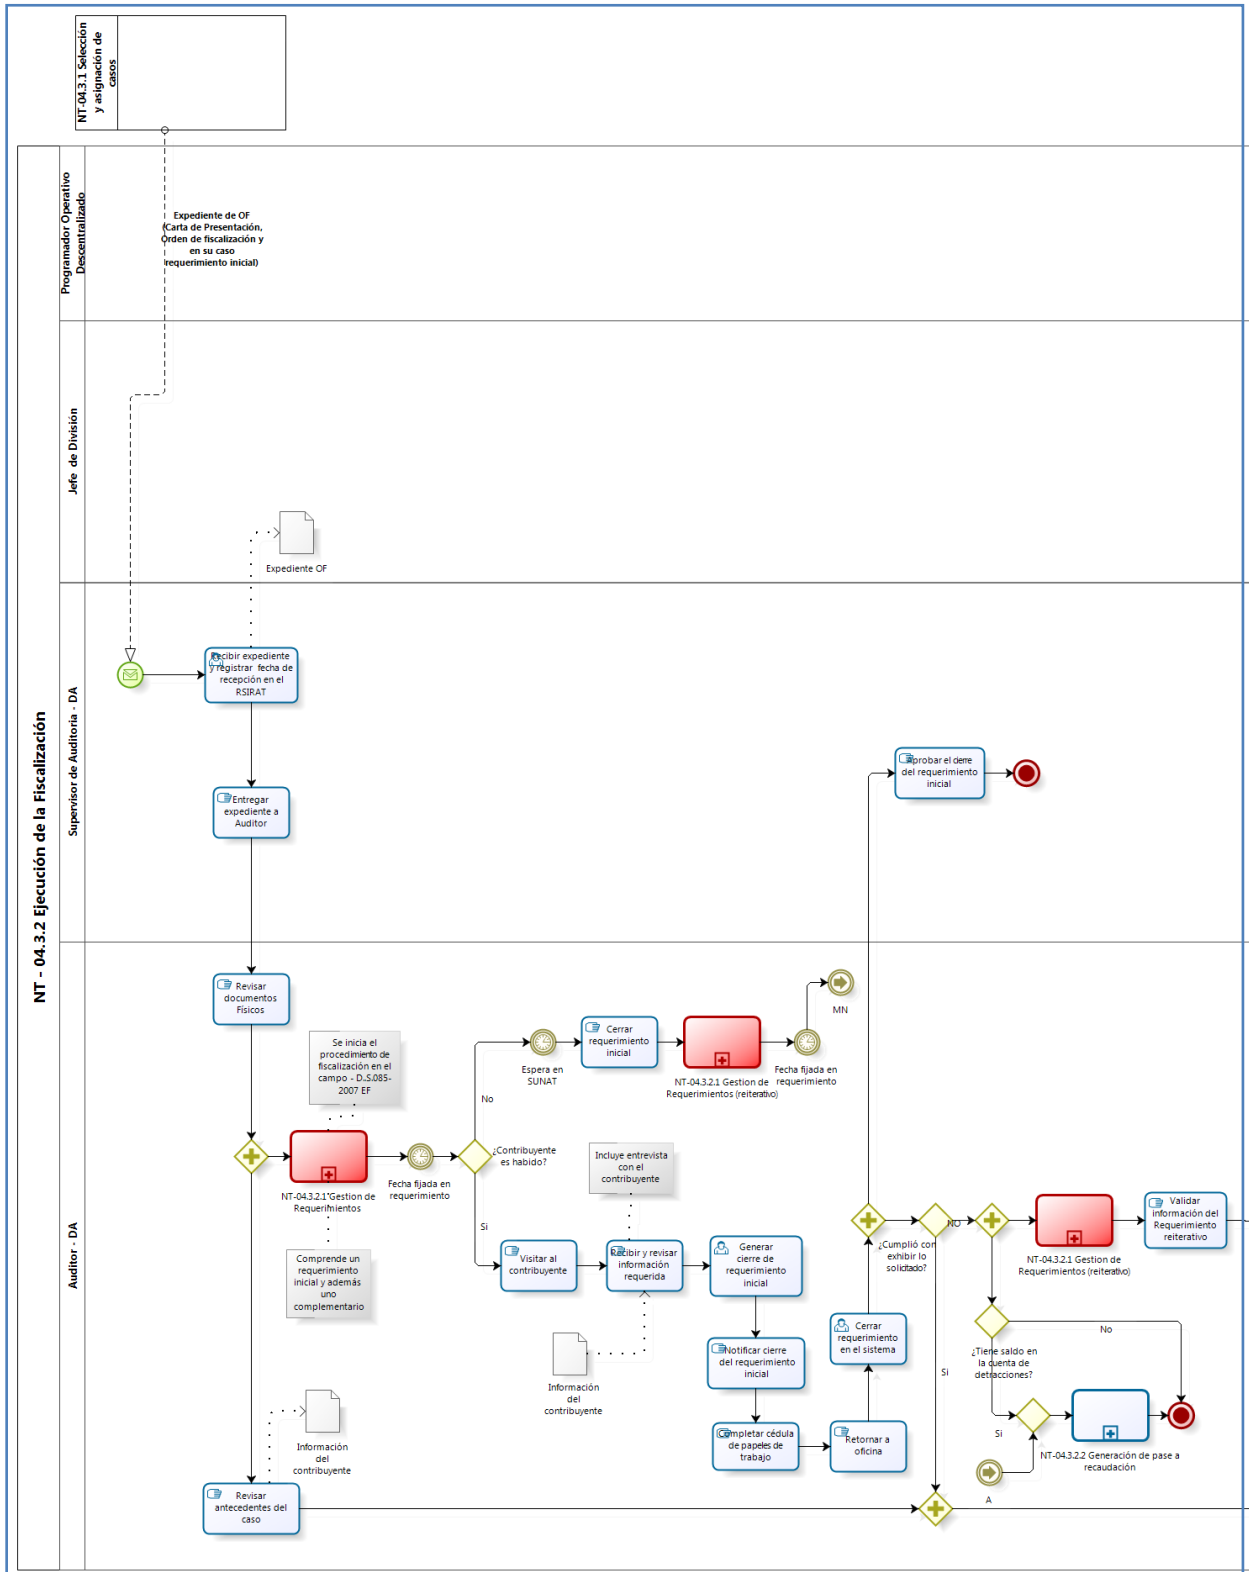 NT-04.3.1 Selección
y asignación de
casos
NT - 04.3.2 Ejecución de la Fiscalización
Programador Operativo
Descentralizado
Expediente de OF
(Carta de Presentación,
Orden de fiscalización y
en su caso
requerimiento inicial)
Jefe de División
Expediente OF
Supervisor de Auditoria - DA
Recibir expediente
y registrar fecha de
recepción en el
RSIRAT
Entregar
expediente a
Auditor
Aprobar el cierre
del requerimiento
inicial
Auditor - DA
Revisar
documentos
Físicos
Se inicia el
procedimiento de
fiscalización en el
campo - D.S.085-
2007 EF
NT-04.3.2.1 Gestion de
Requerimientos
Comprende un
requerimiento
inicial y además
uno
complementario
Fecha fijada en
requerimiento
¿Contribuyente
es habido?
No
Si
Espera en
SUNAT
Cerrar
requerimiento
inicial
NT-04.3.2.1 Gestion de
Requerimientos (reiterativo)
Fecha fijada en
requerimiento
MN
Incluye entrevista
con el
contribuyente
Visitar al
contribuyente
Recibir y revisar
información
requerida
Información
del
contribuyente
Generar
cierre de
requerimiento
inicial
Notificar cierre
del requerimiento
inicial
Completar cédula
de papeles de
trabajo
Retornar a
oficina
Cerrar
requerimiento
en el sistema
¿Cumplió con
exhibir lo
solicitado?
NO
Si
NT-04.3.2.1 Gestion de
Requerimientos (reiterativo)
Validar
información del
Requerimiento
reiterativo
¿Tiene saldo en
la cuenta de
detracciones?
No
Si
NT-04.3.2.2 Generación de pase a
recaudación
A
Información
del
contribuyente
Revisar
antecedentes del
caso